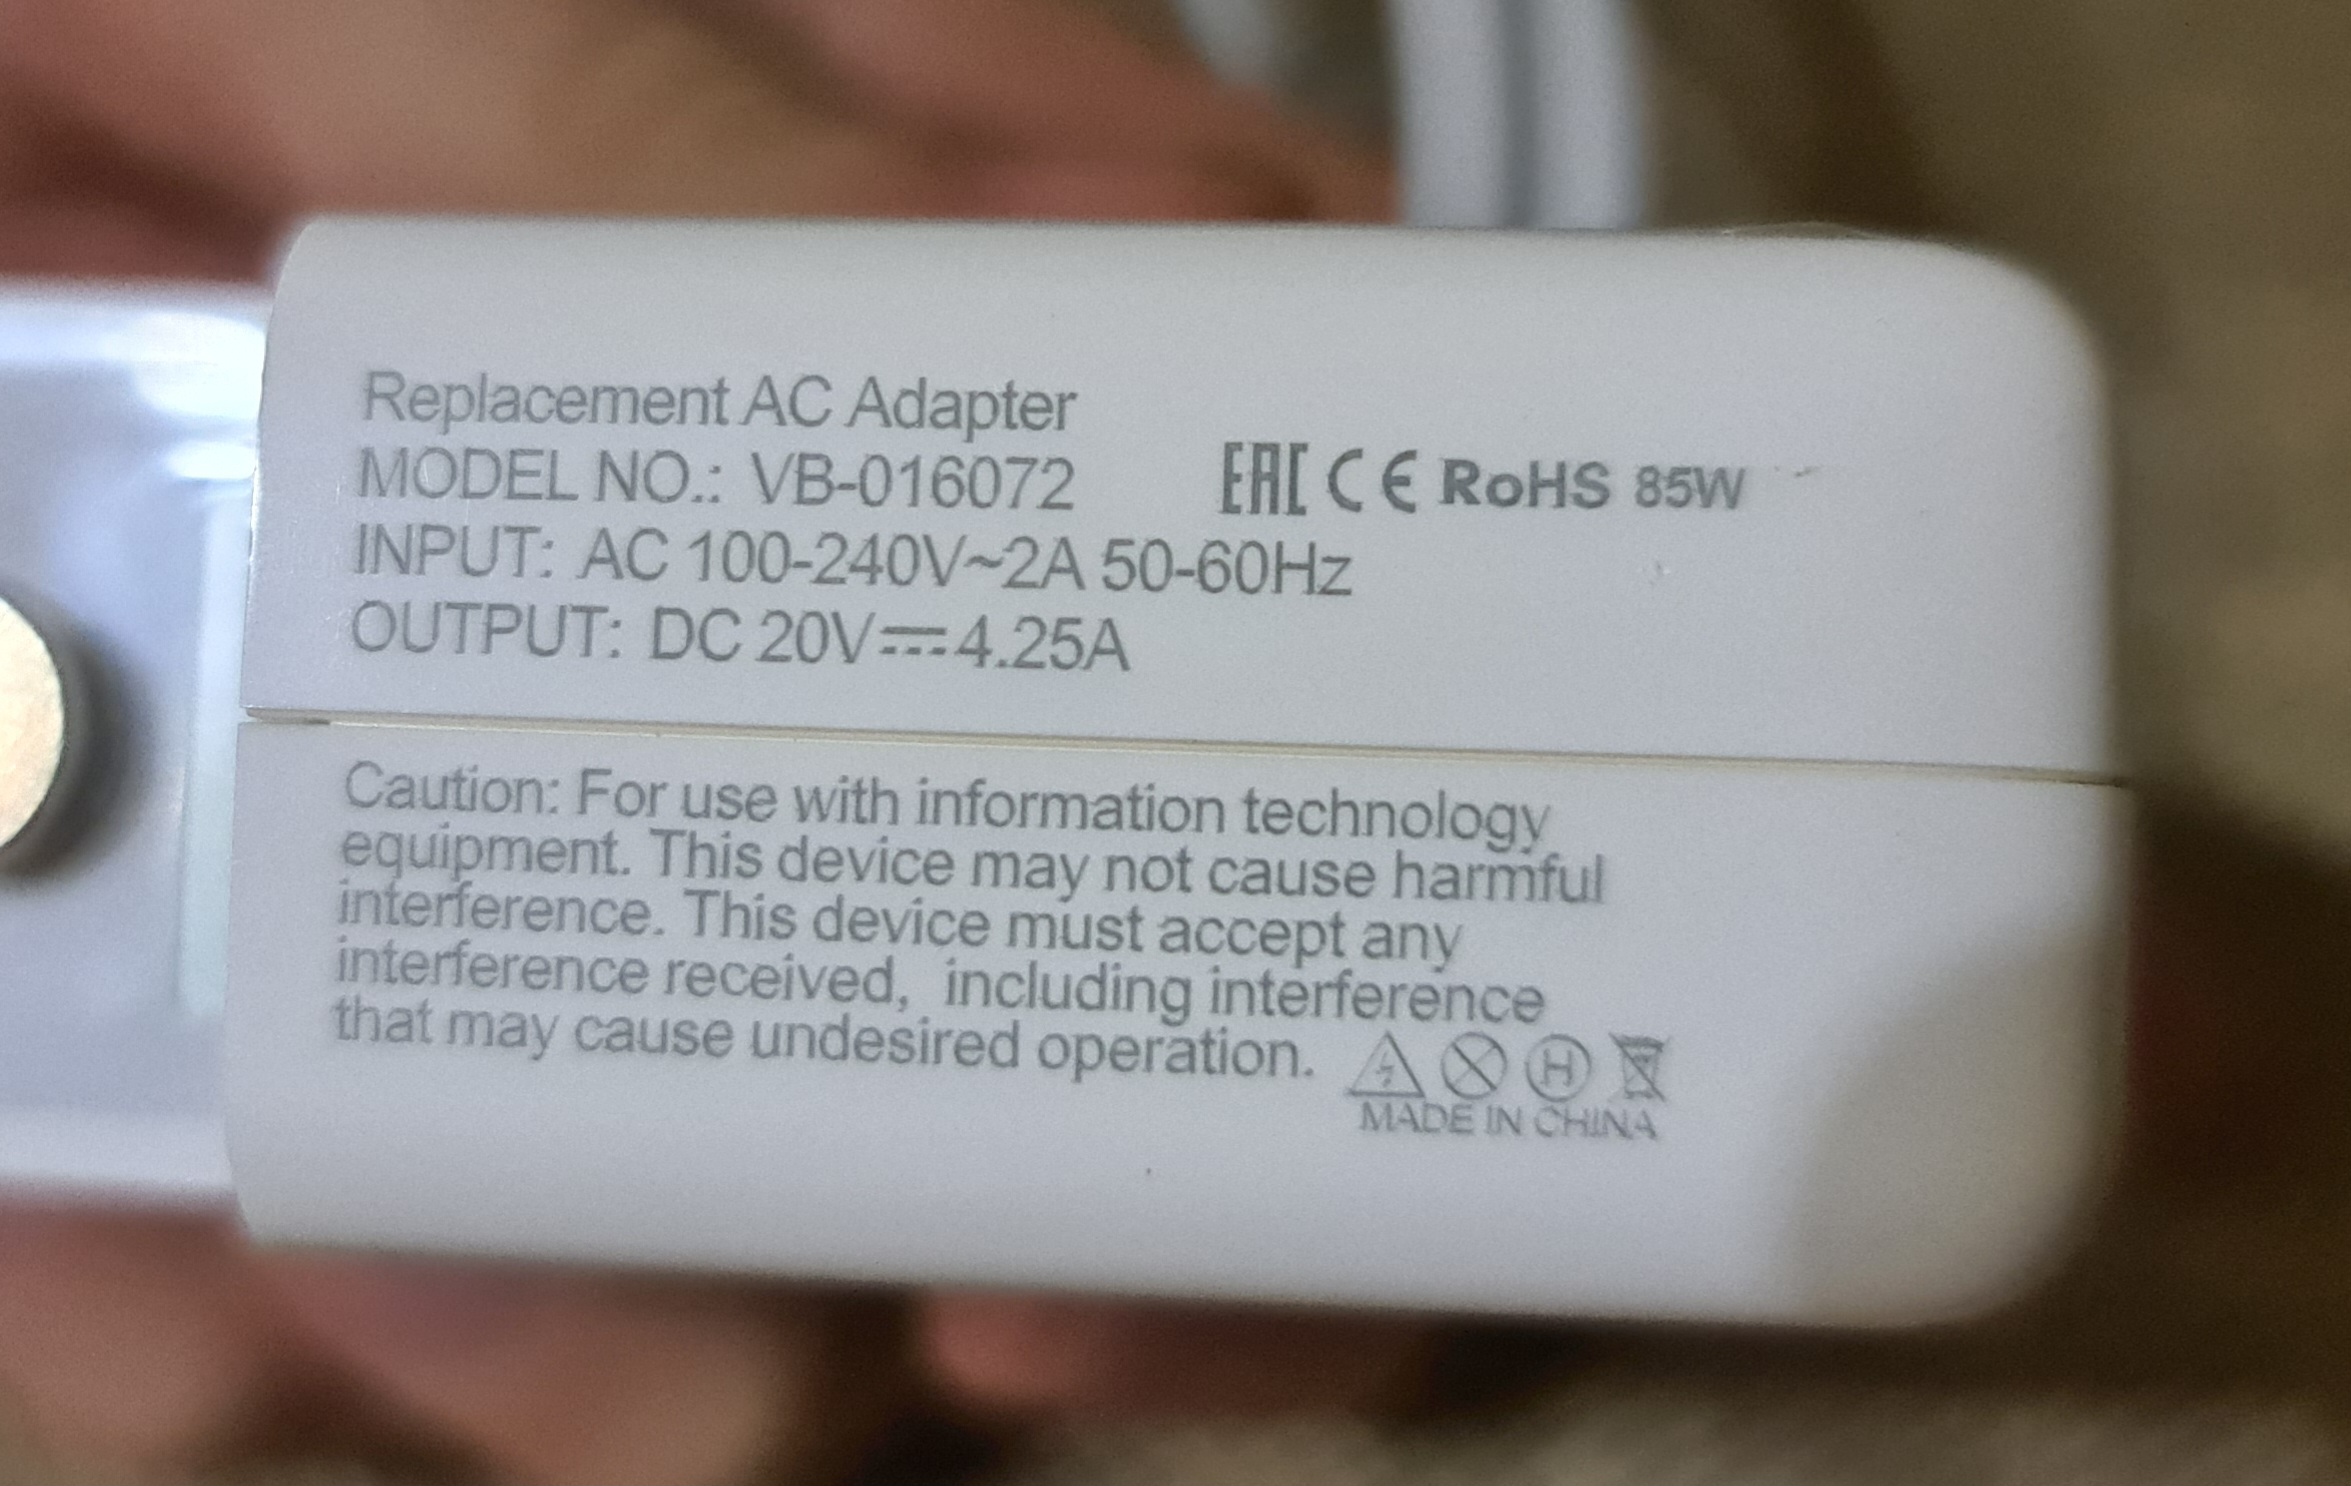 Replacement AC Adapter
MODEL NO.: VB-016072 EAC CE RoHS 85W
INPUT: AC 100-240V~2A 50-60Hz
OUTPUT: DC 20V⎓4.25A
Caution: For use with information technology
equipment. This device may not cause harmful
interference. This device must accept any
interference received, including interference
that may cause undesired operation. H
MADE IN CHINA